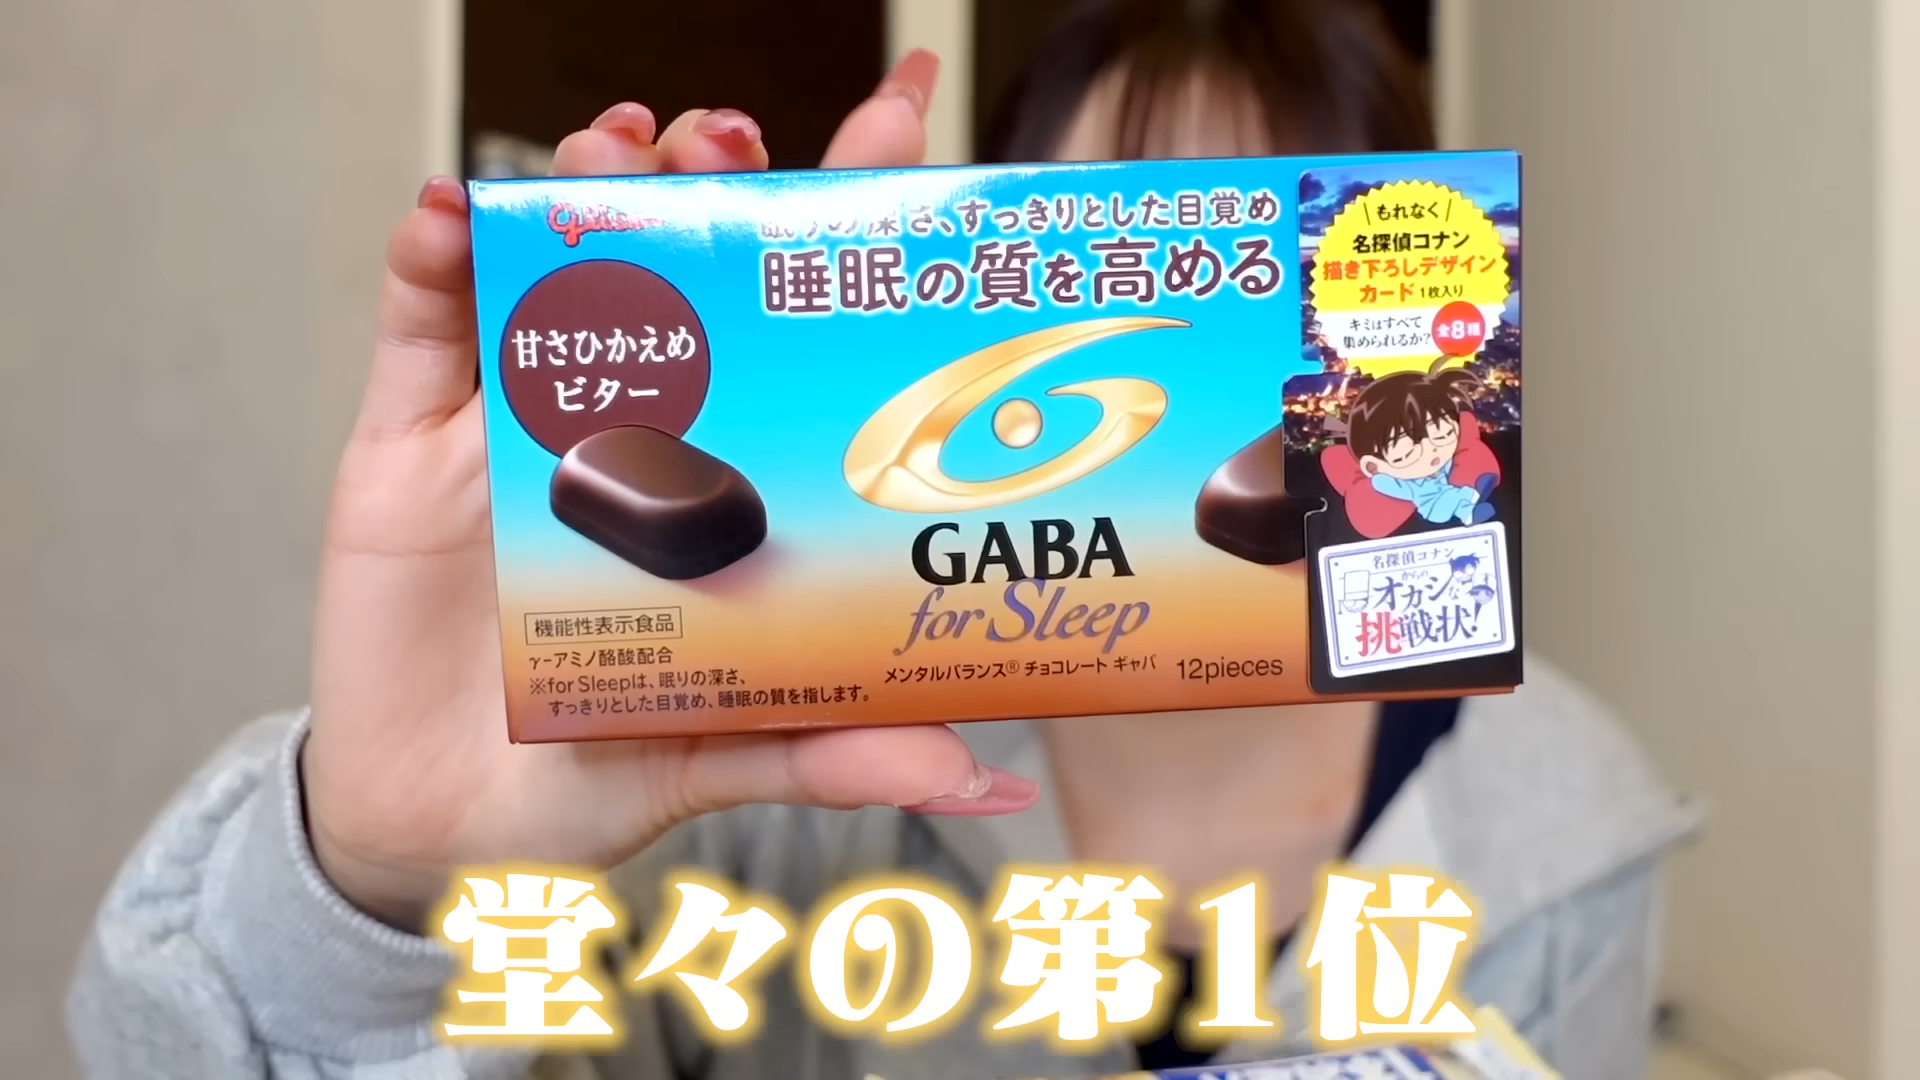 glico
眠りの深さ、すっきりとした目覚め
睡眠の質を高める
甘さひかえめ
ビター
GABA
for Sleep
メンタルバランス® チョコレート ギャバ
12pieces
機能性表示食品
γ-アミノ酪酸配合
※for Sleepは、眠りの深さ、
すっきりとした目覚め、睡眠の質を指します。
\もれなく/
名探偵コナン
描き下ろしデザイン
カード 1枚入り
キミはすべて
集められるか?
全8種
名探偵コナン
からの
オカシな
挑戦状!
堂々の第1位